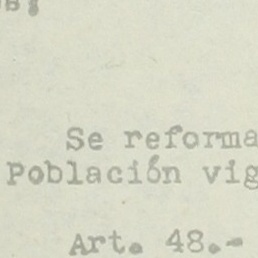 Se reforma
Población vig
Art. 48.-